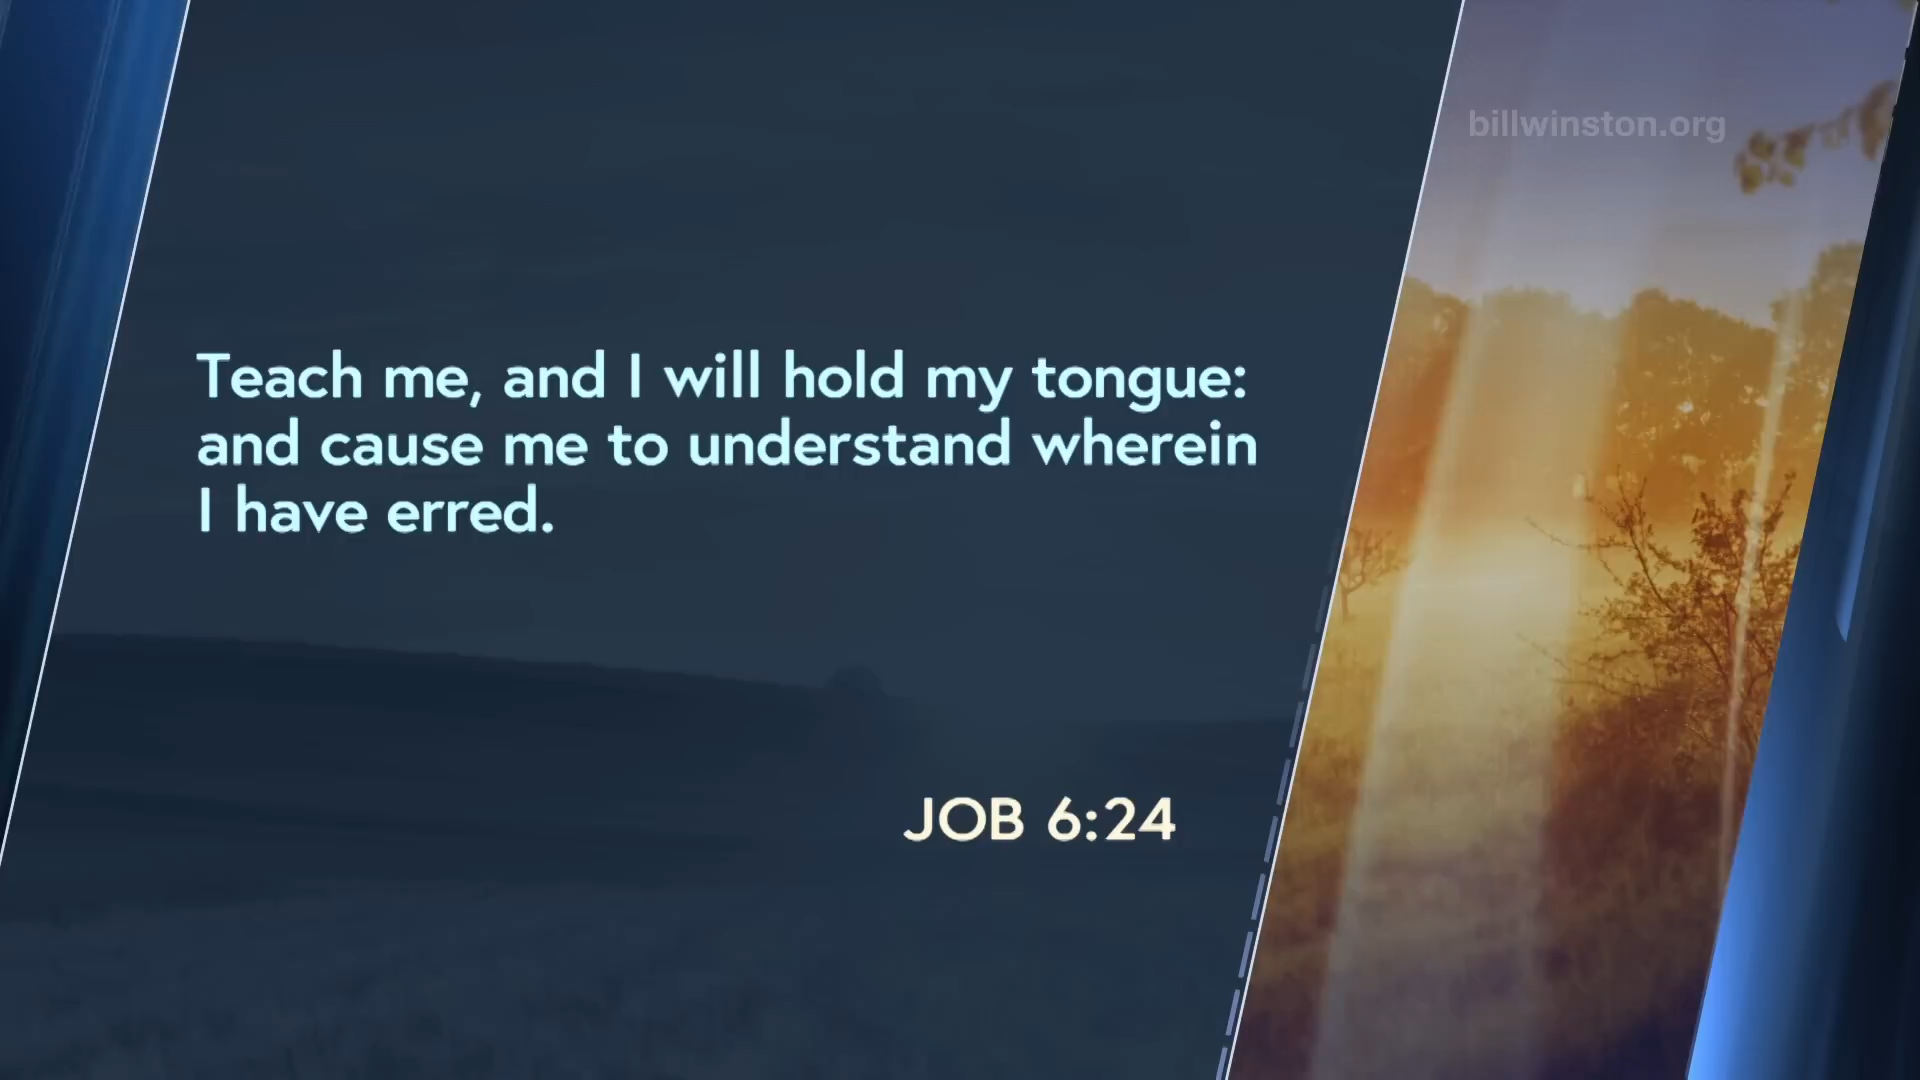 billwinston.org
Teach me, and I will hold my tongue:
and cause me to understand wherein
I have erred.
JOB 6:24